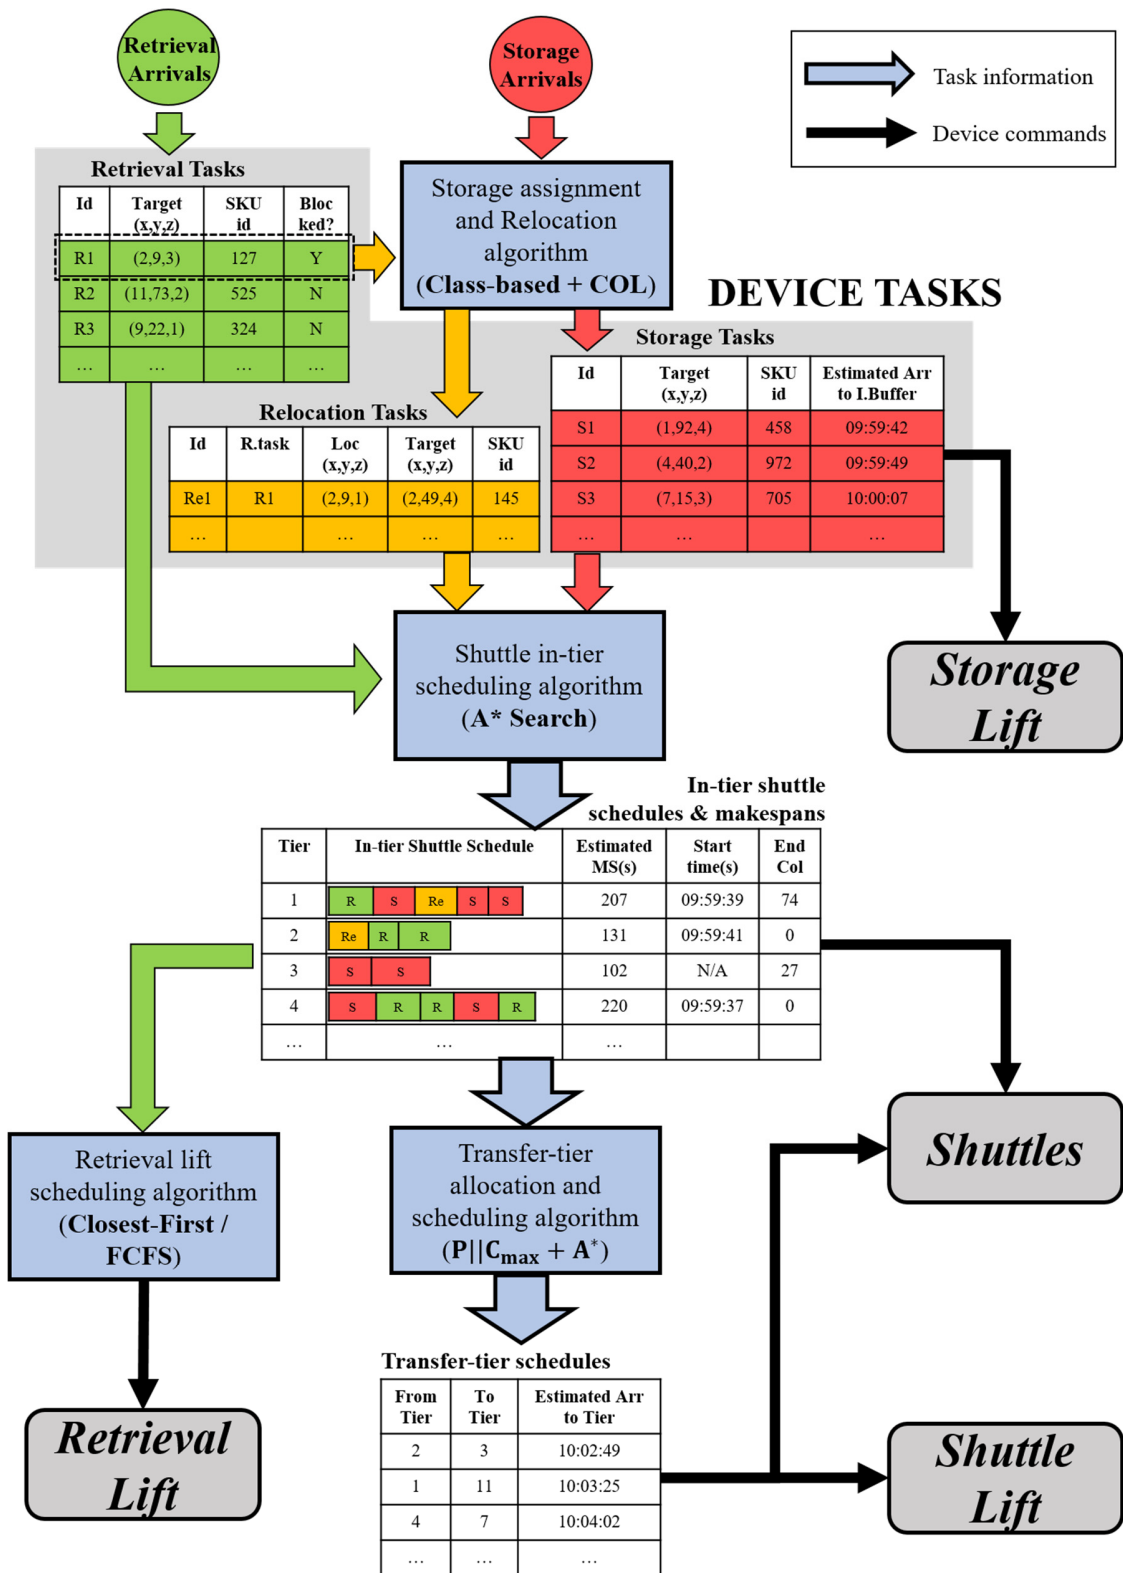 Retrieval
Arrivals
Storage
Arrivals
Task information
Device commands
Retrieval Tasks
Id Target SKU Bloc
(x,y,z) id ked?
R1 (2,9,3) 127 Y
R2 (11,73,2) 525 N
R3 (9,22,1) 324 N
... ... ... ...
Storage assignment
and Relocation
algorithm
(Class-based + COL)
DEVICE TASKS
Storage Tasks
Id Target SKU Estimated Arr
(x,y,z) id to I.Buffer
S1 (1,92,4) 458 09:59:42
S2 (4,40,2) 972 09:59:49
S3 (7,15,3) 705 10:00:07
... ... ...
Relocation Tasks
Id R.task Loc Target SKU
(x,y,z) (x,y,z) id
Re1 R1 (2,9,1) (2,49,4) 145
... ... ... ...
Shuttle in-tier
scheduling algorithm
(A* Search)
Storage
Lift
In-tier shuttle
schedules & makespans
Tier In-tier Shuttle Schedule Estimated Start End
MS(s) time(s) Col
1 R S Re S S 207 09:59:39 74
2 Re R R 131 09:59:41 0
3 S S 102 N/A 27
4 S R R S R 220 09:59:37 0
... ... ...
Retrieval lift
scheduling algorithm
(Closest-First /
FCFS)
Transfer-tier
allocation and
scheduling algorithm
(P||Cmax + A*)
Shuttles
Transfer-tier schedules
From To Estimated Arr
Tier Tier to Tier
2 3 10:02:49
1 11 10:03:25
4 7 10:04:02
... ... ...
Retrieval
Lift
Shuttle
Lift